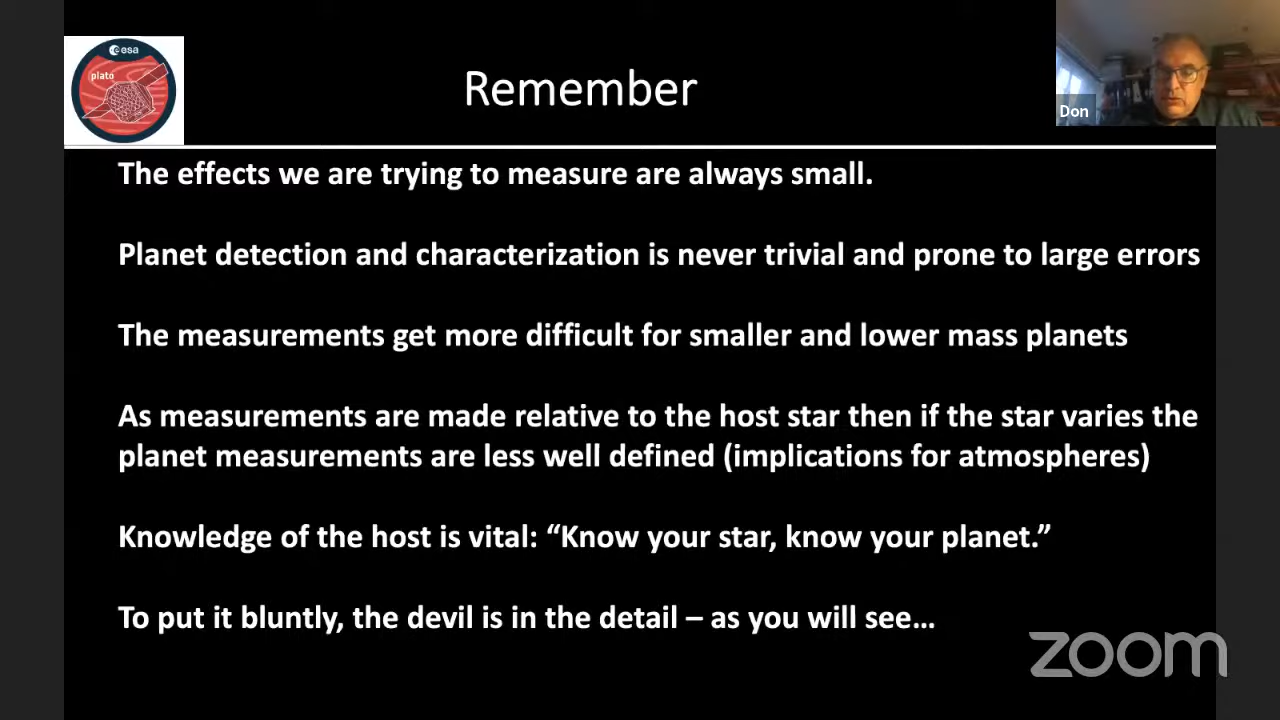 esa
plato
Remember
Don
The effects we are trying to measure are always small.
Planet detection and characterization is never trivial and prone to large errors
The measurements get more difficult for smaller and lower mass planets
As measurements are made relative to the host star then if the star varies the
planet measurements are less well defined (implications for atmospheres)
Knowledge of the host is vital: “Know your star, know your planet.”
To put it bluntly, the devil is in the detail – as you will see…
zoom